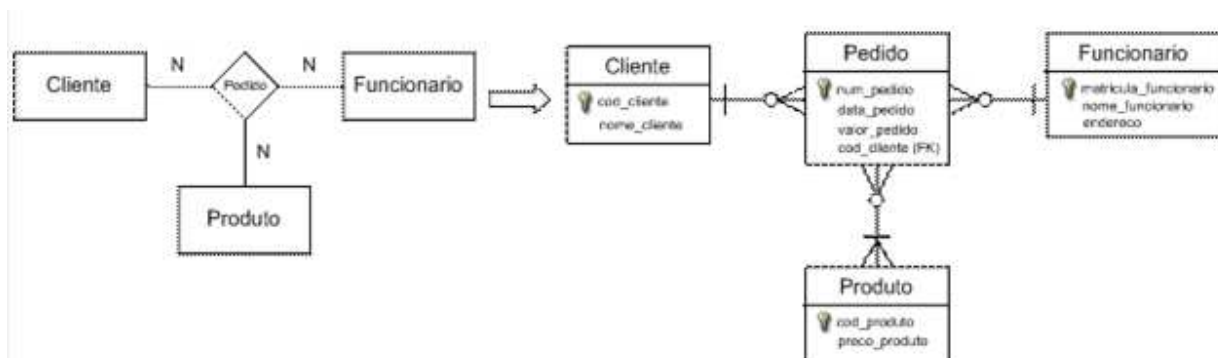 Cliente
N
Pedido
N
Funcionario
N
Produto
Cliente
cod_cliente
nome_cliente
Pedido
num_pedido
data_pedido
valor_pedido
cod_cliente (FK)
Funcionario
matricula_funcionario
nome_funcionario
endereco
Produto
cod_produto
preco_produto